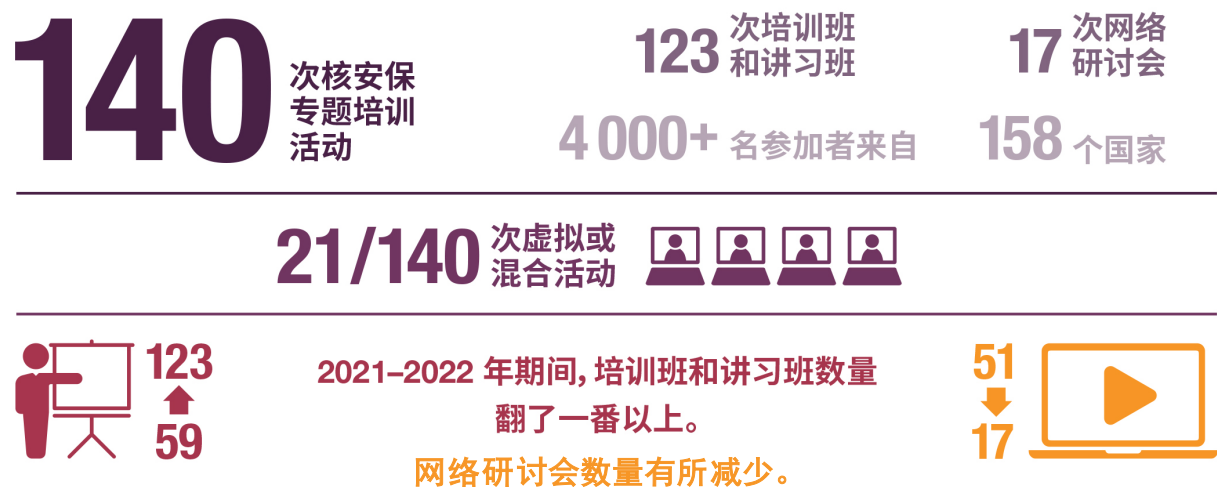 140 次核安保
专题培训
活动
123 次培训班
和讲习班
17 次网络
研讨会
4 000+ 名参加者来自
158 个国家
21/140 次虚拟或
混合活动
123
59
2021–2022 年期间，培训班和讲习班数量
翻了一番以上。
网络研讨会数量有所减少。
51
17